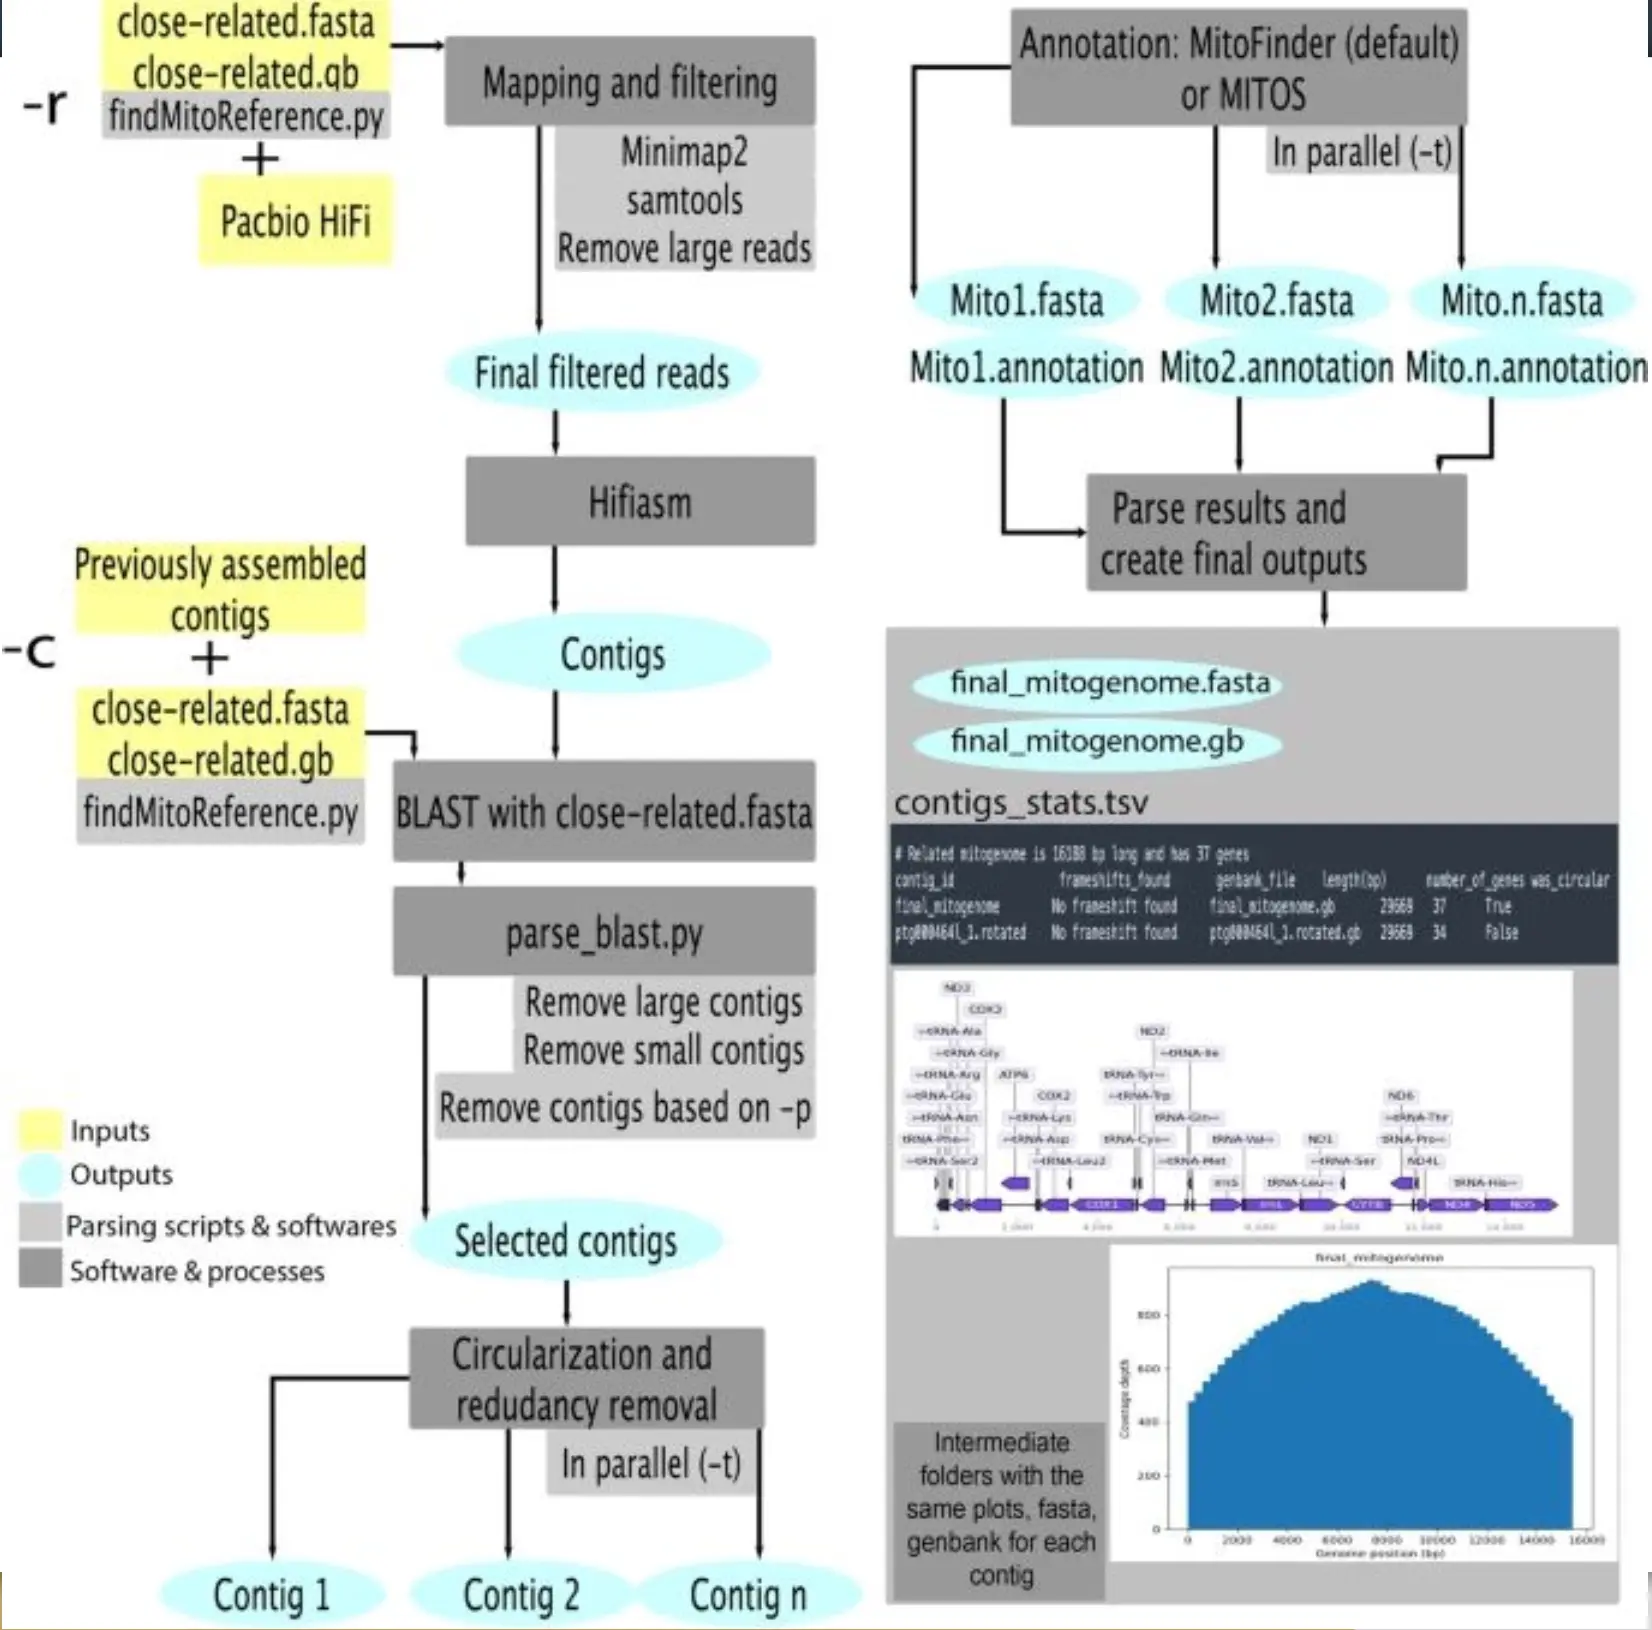 close-related.fasta
close-related.gb
findMitoReference.py
-r
+
Pacbio HiFi
Mapping and filtering
Minimap2
samtools
Remove large reads
Final filtered reads
Hifiasm
Contigs
Previously assembled
contigs
-c
+
close-related.fasta
close-related.gb
findMitoReference.py
BLAST with close-related.fasta
parse_blast.py
Remove large contigs
Remove small contigs
Remove contigs based on -p
Selected contigs
Circularization and
redudancy removal
In parallel (-t)
Contig 1
Contig 2
Contig n
Inputs
Outputs
Parsing scripts & softwares
Software & processes
Annotation: MitoFinder (default)
or MITOS
In parallel (-t)
Mito1.fasta
Mito2.fasta
Mito.n.fasta
Mito1.annotation
Mito2.annotation
Mito.n.annotation
Parse results and
create final outputs
final_mitogenome.fasta
final_mitogenome.gb
contigs_stats.tsv
# Related mitogenome is 16188 bp long and has 37 genes
contig_id frameshifts_found genbank_file length(bp) number_of_genes was_circular
final_mitogenome No frameshift found final_mitogenome.gb 29669 37 True
ptg000464l_1.rotated No frameshift found ptg000464l_1.rotated.gb 29669 34 False
ND3
COX3
tRNA-Ala
tRNA-Gly
tRNA-Arg
ATP6
tRNA-Glu
COX2
tRNA-Asn
tRNA-Lys
tRNA-Phe
tRNA-Asp
tRNA-Ser2
tRNA-Leu2
ND2
tRNA-Ile
tRNA-Tyr
tRNA-Trp
tRNA-Gln
tRNA-Cys
tRNA-Val
tRNA-Met
ND1
tRNA-Ser
tRNA-Leu
ND6
tRNA-Thr
tRNA-Pro
ND4L
tRNA-His
COX1
CYTB
ND4
ND5
final_mitogenome
Coverage depth
800
600
400
200
0
0 2000 4000 6000 8000 10000 12000 14000 16000
Genome position (bp)
Intermediate
folders with the
same plots, fasta,
genbank for each
contig